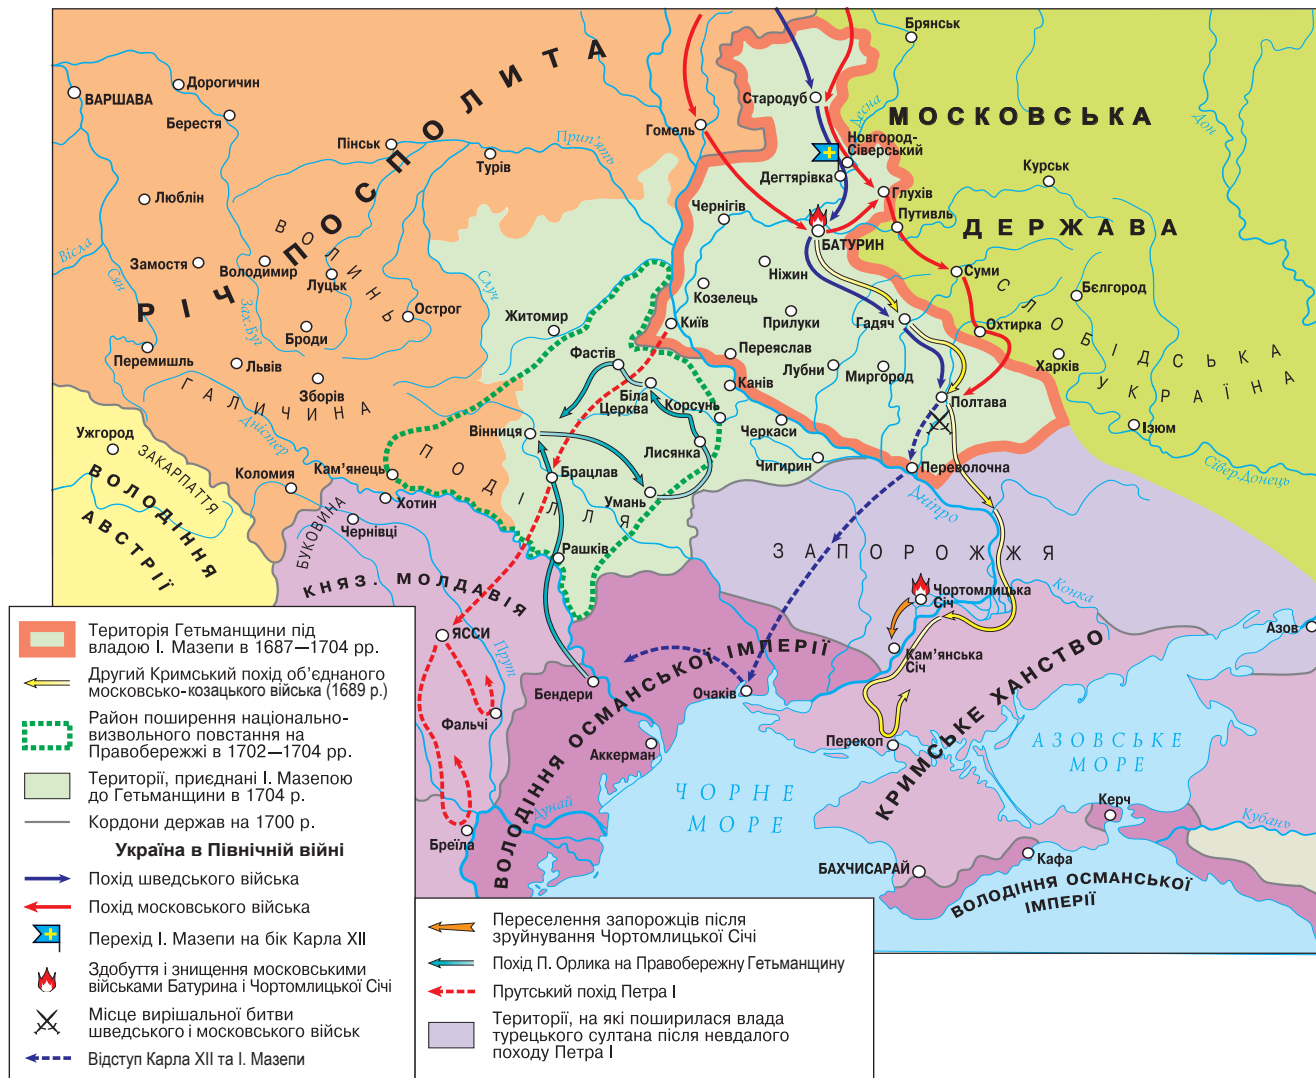 Брянськ
Дорогичин
ВАРШАВА
Берестя
Стародуб
Десна
МОСКОВСЬКА
Дон
Гомель
Новгород-
Сіверський
Пінськ
Прип'ять
Турів
Дегтярівка
Курськ
РІЧ ПОСПОЛИТА
Люблін
Глухів
Чернігів
Путивль
ДЕРЖАВА
ВОЛИНЬ
БАТУРИН
Вісла
Сян
Замостя
Володимир
Луцьк
Случ
Ніжин
Суми
Козелець
Бєлгород
Зах.Буг
Острог
Житомир
Київ
Прилуки
Гадяч
СЛОБІДСЬКА
УКРАЇНА
Броди
Охтирка
Перемишль
Львів
Фастів
Переяслав
Харків
Лубни
Миргород
ГАЛИЧИНА
Зборів
Біла
Церква
Канів
Корсунь
Полтава
Дністер
Вінниця
Черкаси
Ізюм
Ужгород
ЗАКАРПАТТЯ
Лисянка
Чигирин
Переволочна
Сівер.Донець
Коломия
Кам'янець
ПОДІЛЛЯ
Брацлав
Умань
Дніпро
ВОЛОДІННЯ
АВСТРІЇ
Хотин
БУКОВИНА
Чернівці
Рашків
ЗАПОРОЖЖЯ
КНЯЗ. МОЛДАВІЯ
Чортомлицька
Січ
Конка
ЯССИ
Прут
Кам'янська
Січ
Азов
Бендери
Очаків
Фальчі
Аккерман
Перекоп
КРИМСЬКЕ ХАНСТВО
АЗОВСЬКЕ
МОРЕ
ВОЛОДІННЯ ОСМАНСЬКОЇ ІМПЕРІЇ
ЧОРНЕ
МОРЕ
Дунай
Бреїла
Керч
Кубань
БАХЧИСАРАЙ
Кафа
ВОЛОДІННЯ ОСМАНСЬКОЇ
ІМПЕРІЇ
Територія Гетьманщини під
владою І. Мазепи в 1687—1704 рр.
Другий Кримський похід об'єднаного
московсько-козацького війська (1689 р.)
Район поширення національно-
визвольного повстання на
Правобережжі в 1702—1704 рр.
Території, приєднані І. Мазепою
до Гетьманщини в 1704 р.
Кордони держав на 1700 р.
Україна в Північній війні
Похід шведського війська
Похід московського війська
Перехід І. Мазепи на бік Карла XII
Здобуття і знищення московськими
військами Батурина і Чортомлицької Січі
Місце вирішальної битви
шведського і московського військ
Відступ Карла XII та І. Мазепи
Переселення запорожців після
зруйнування Чортомлицької Січі
Похід П. Орлика на Правобережну Гетьманщину
Прутський похід Петра І
Території, на які поширилася влада
турецького султана після невдалого
походу Петра І